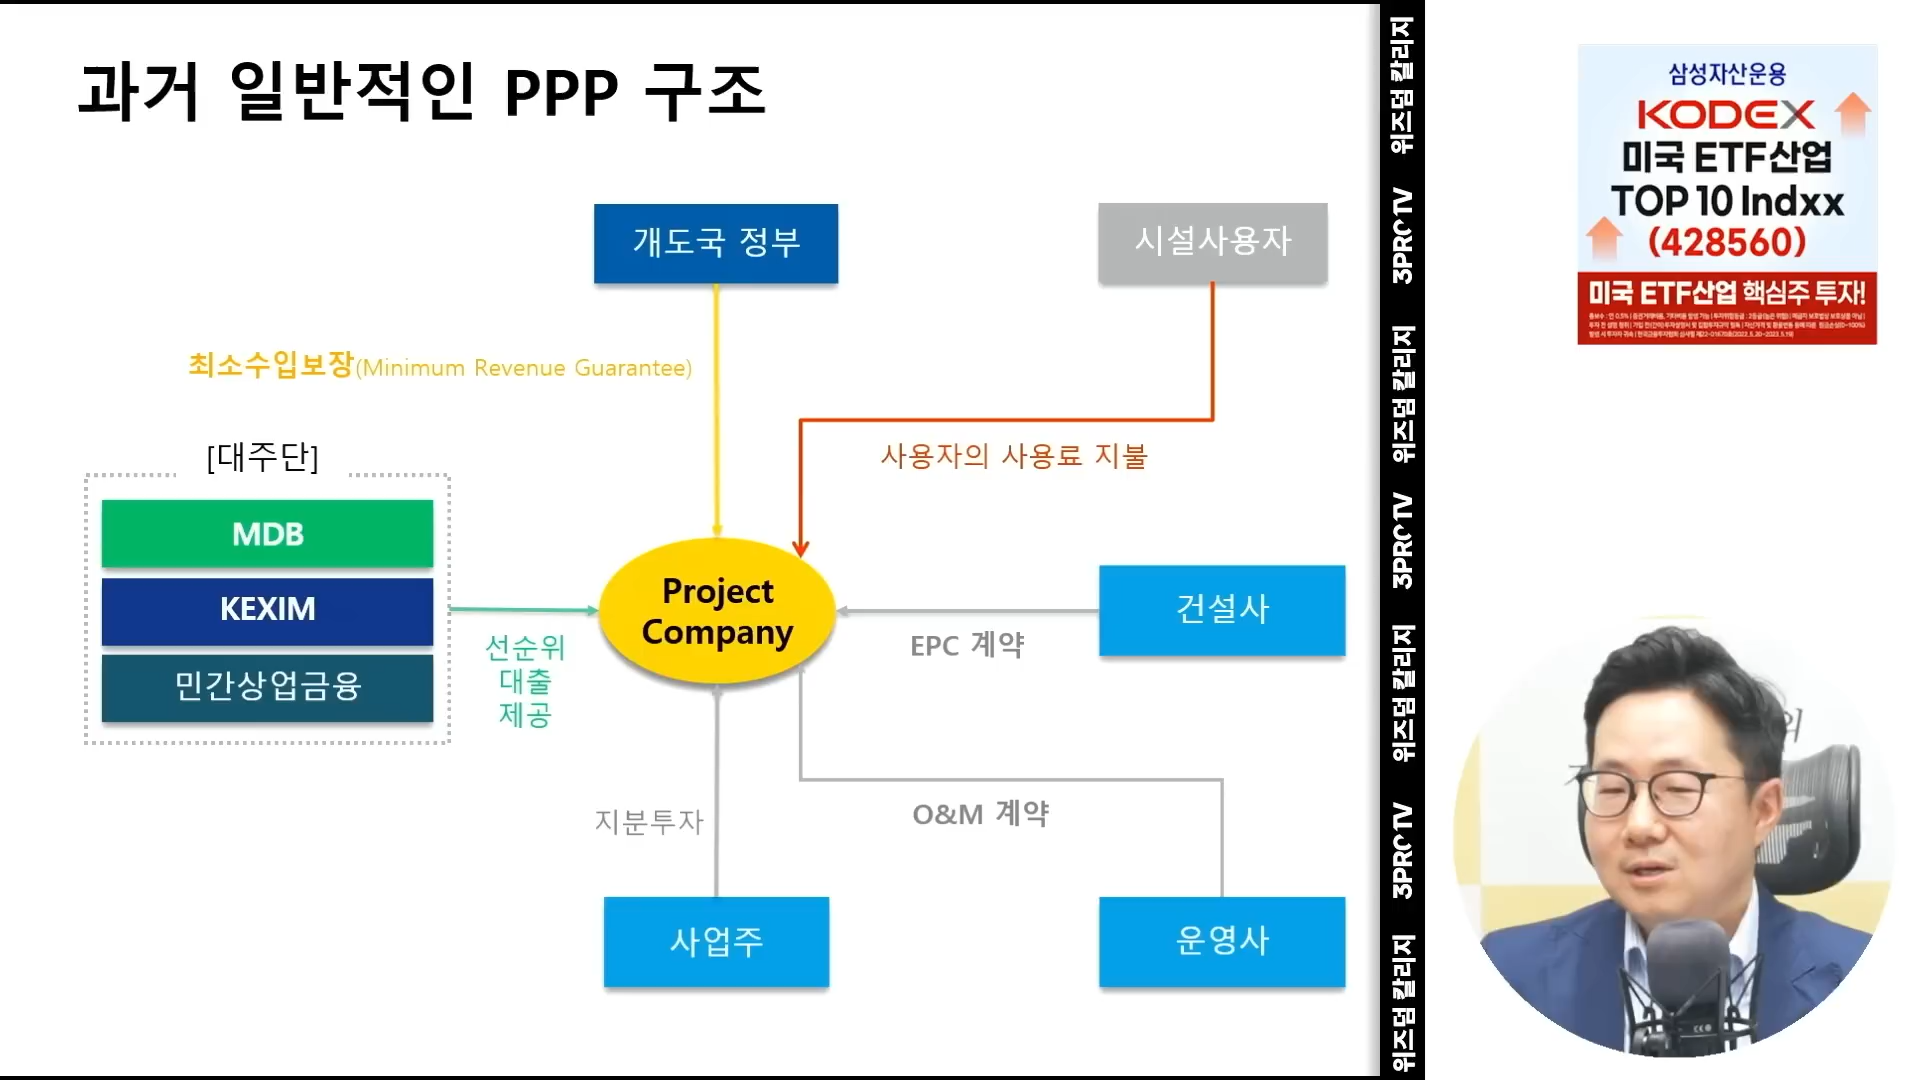 과거 일반적인 PPP 구조
개도국 정부
시설사용자
최소수입보장(Minimum Revenue Guarantee)
사용자의 사용료 지불
[대주단]
MDB
KEXIM
민간상업금융
선순위
대출
제공
Project
Company
EPC 계약
건설사
지분투자
O&M 계약
사업주
운영사
위즈덤 칼리지
3PROTV
위즈덤 칼리지
3PROTV
위즈덤 칼리지
3PROTV
위즈덤 칼리지
삼성자산운용
KODEX
미국 ETF산업
TOP 10 Indxx
(428560)
미국 ETF산업 핵심주 투자!